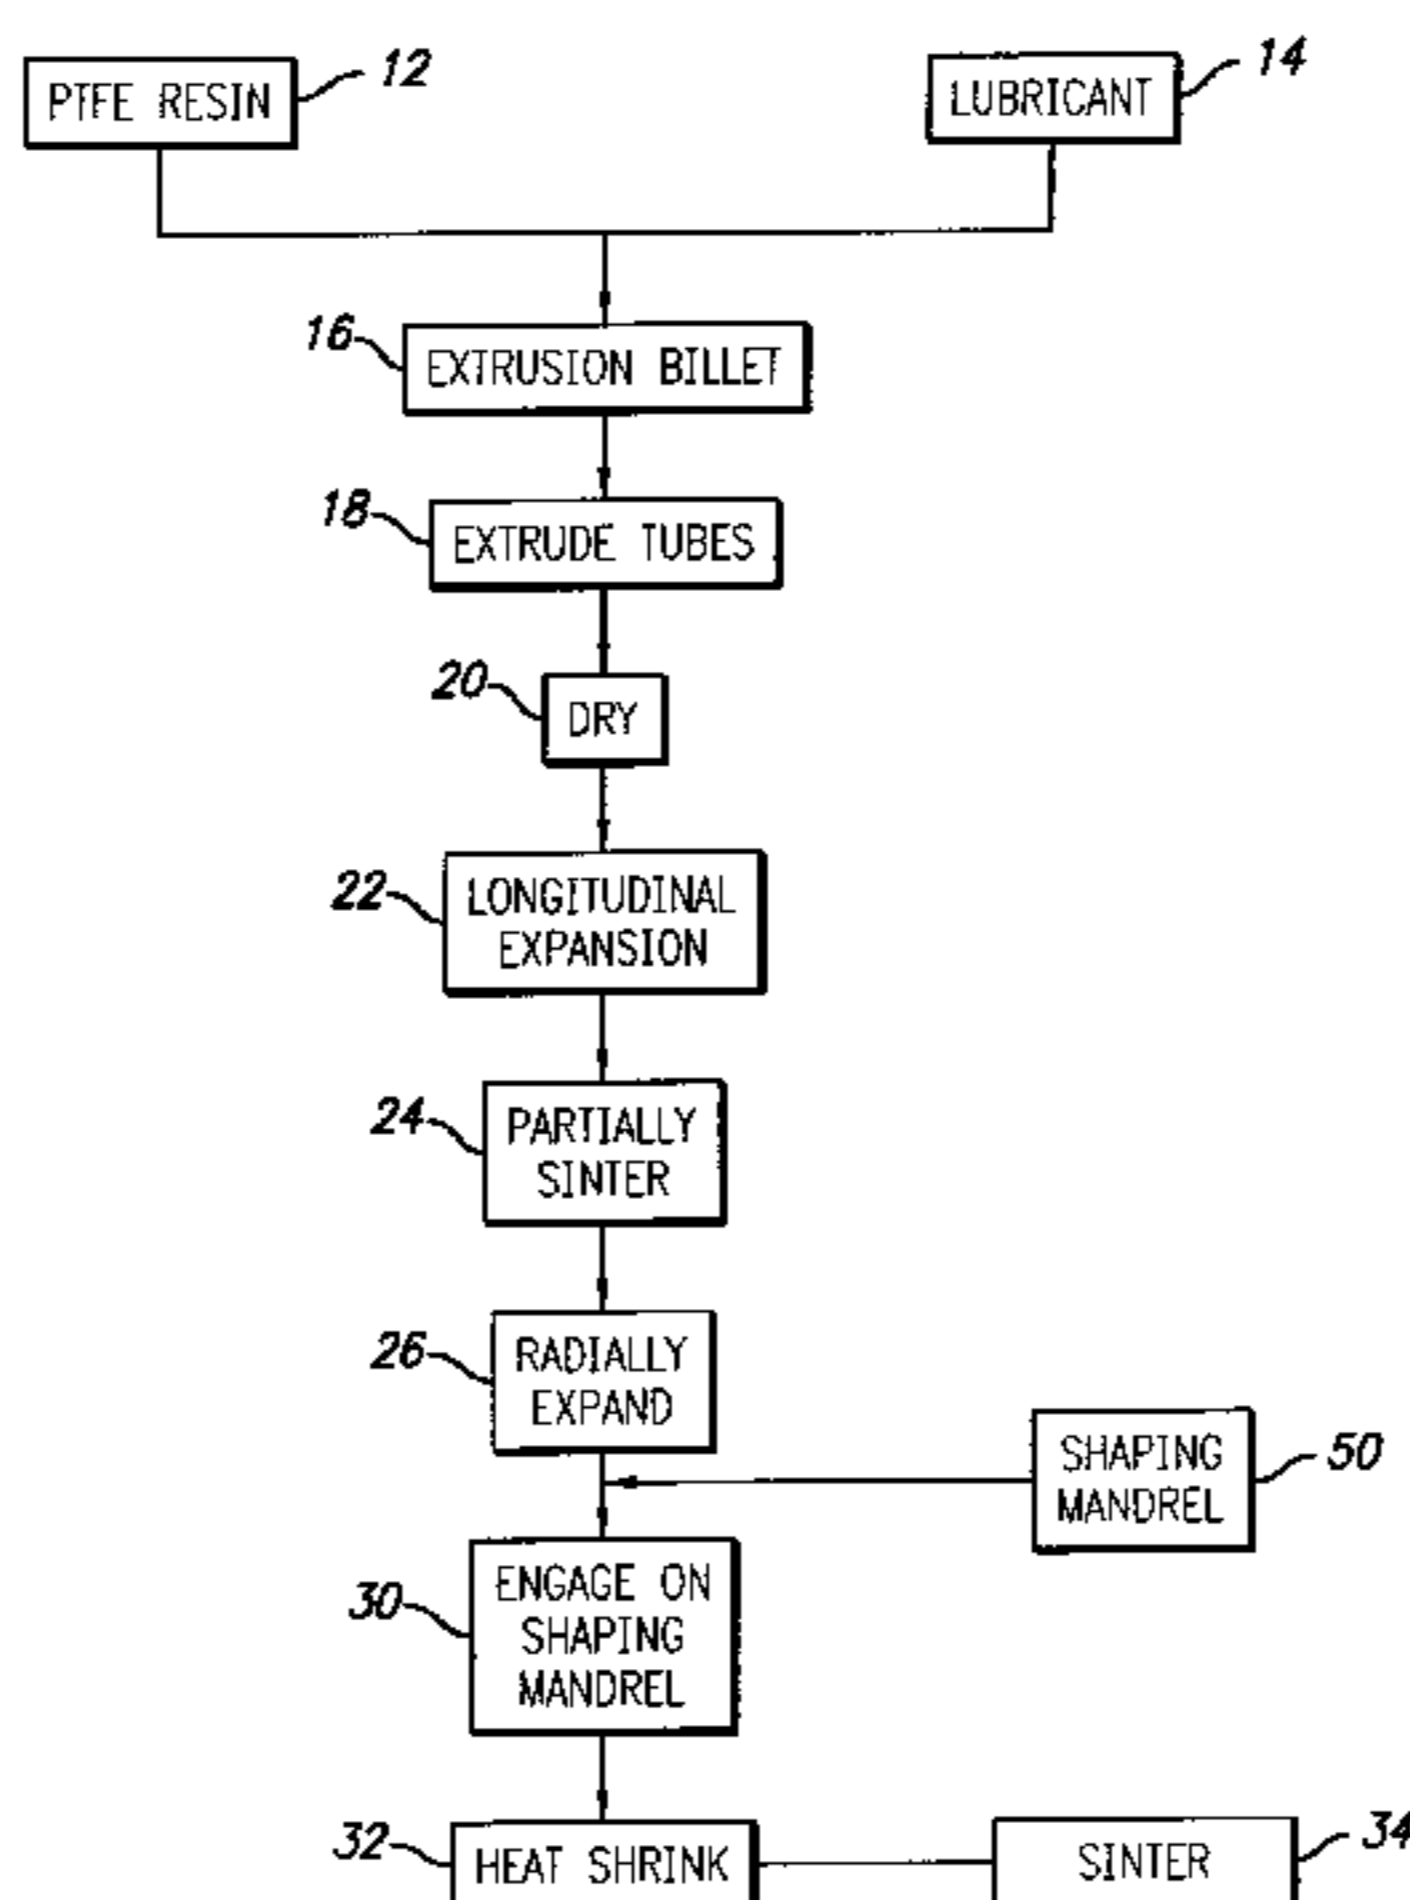 PTFE RESIN
12
LUBRICANT
14
16
EXTRUSION BILLET
18
EXTRUDE TUBES
20
DRY
22
LONGITUDINAL
EXPANSION
24
PARTIALLY
SINTER
26
RADIALLY
EXPAND
SHAPING
MANDREL
50
30
ENGAGE ON
SHAPING
MANDREL
32
HEAT SHRINK
SINTER
34